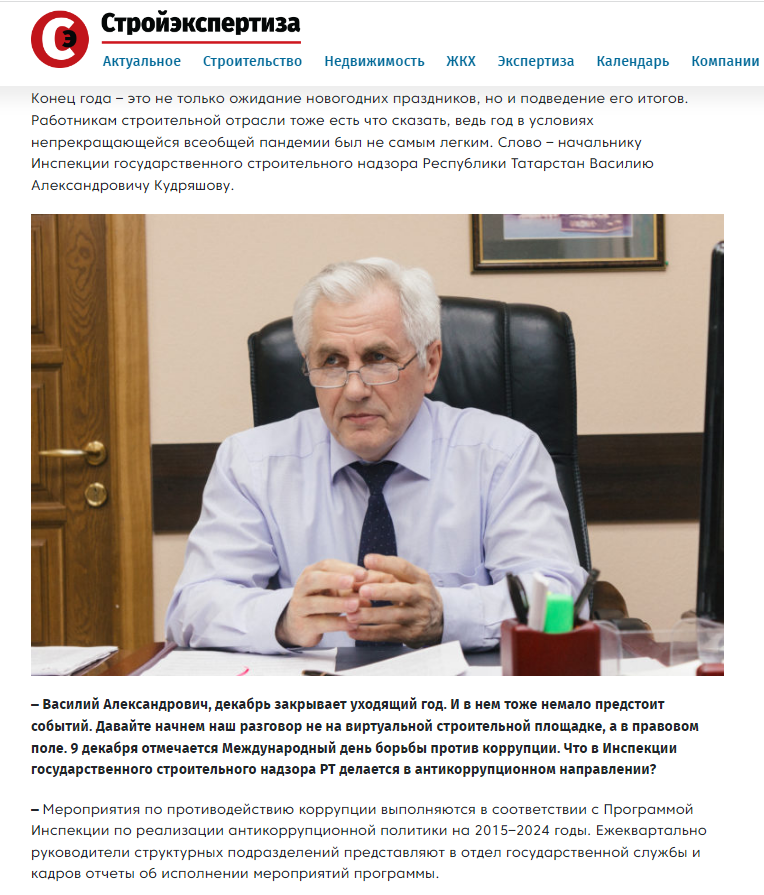 СЭ
Стройэкспертиза
Актуальное Строительство Недвижимость ЖКХ Экспертиза Календарь Компании
Конец года – это не только ожидание новогодних праздников, но и подведение его итогов.
Работникам строительной отрасли тоже есть что сказать, ведь год в условиях
непрекращающейся всеобщей пандемии был не самым легким. Слово – начальнику
Инспекции государственного строительного надзора Республики Татарстан Василию
Александровичу Кудряшову.
– Василий Александрович, декабрь закрывает уходящий год. И в нем тоже немало предстоит
событий. Давайте начнем наш разговор не на виртуальной строительной площадке, а в правовом
поле. 9 декабря отмечается Международный день борьбы против коррупции. Что в Инспекции
государственного строительного надзора РТ делается в антикоррупционном направлении?
– Мероприятия по противодействию коррупции выполняются в соответствии с Программой
Инспекции по реализации антикоррупционной политики на 2015–2024 годы. Ежеквартально
руководители структурных подразделений представляют в отдел государственной службы и
кадров отчеты об исполнении мероприятий программы.